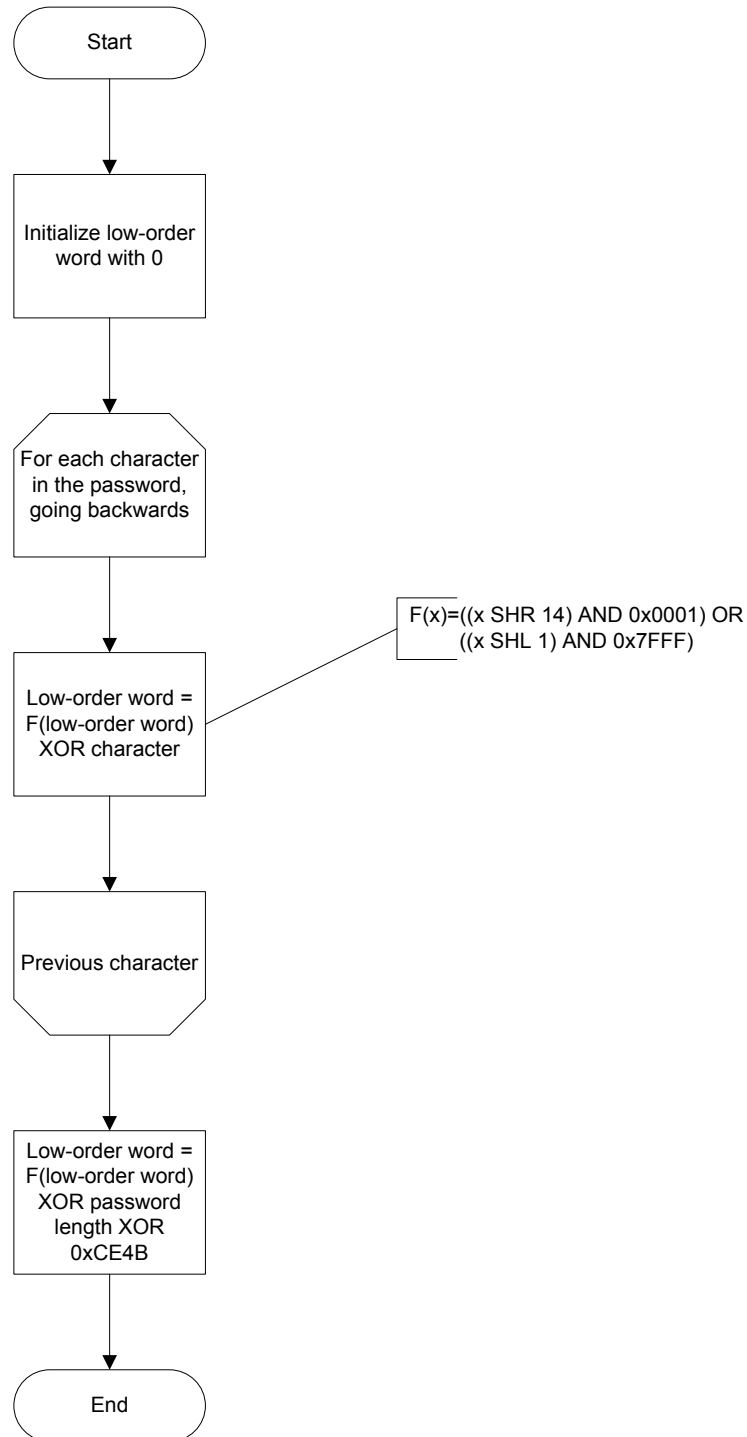 Start
Initialize low-order
word with 0
For each character
in the password,
going backwards
Low-order word =
F(low-order word)
XOR character
F(x)=((x SHR 14) AND 0x0001) OR
((x SHL 1) AND 0x7FFF)
Previous character
Low-order word =
F(low-order word)
XOR password
length XOR
0xCE4B
End